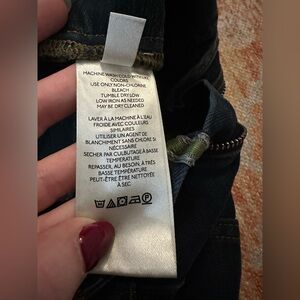 MACHINE WASH COLD WITH LIKE
COLORS
USE ONLY NON-CHLORINE
BLEACH
TUMBLE DRY LOW
LOW IRON AS NEEDED
MAY BE DRY CLEANED
LAVER À LA MACHINE À L'EAU
FROIDE AVEC COULEURS
SIMILAIRES
UTILISER UN AGENT DE
BLANCHIMENT SANS CHLORE SI
NÉCESSAIRE
SÉCHER PAR CULBUTAGE À BASSE
TEMPÉRATURE
REPASSER, AU BESOIN, À TRÈS
BASSE TEMPÉRATURE
PEUT-ÊTRE ÊTRE NETTOYÉE
À SEC